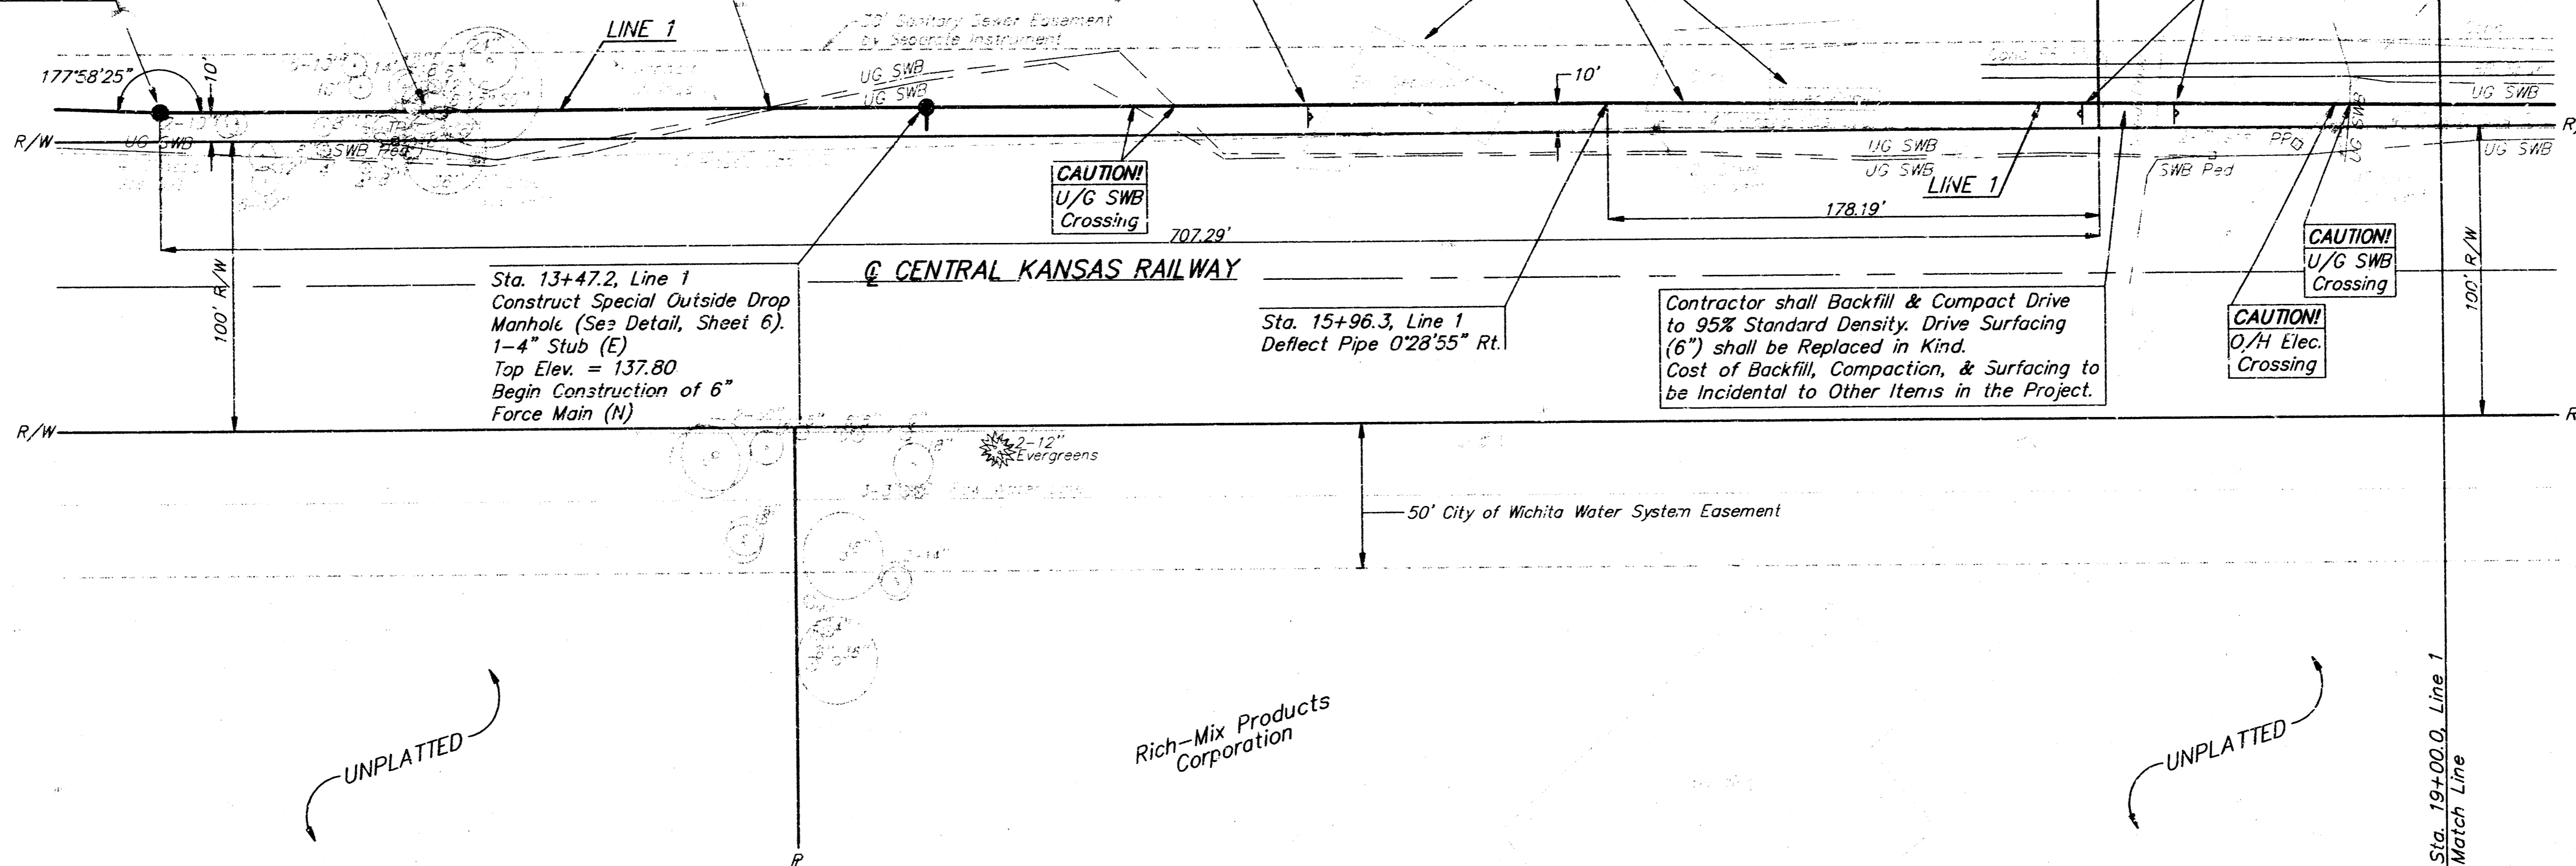 30' Sanitary Sewer Easement
by Separate Instrument
LINE 1
177°58'25"
10'
24"
UG SWB
UG SWB
10'
UG SWB
R/W
UG SWB
SWB Ped
UG SWB
UG SWB
UG SWB
PP
UG SWB
UG SWB
SWB Ped
LINE 1
CAUTION!
U/G SWB
Crossing
178.19'
707.29'
100' R/W
℄ CENTRAL KANSAS RAILWAY
Sta. 13+47.2, Line 1
Construct Special Outside Drop
Manhole (See Detail, Sheet 6).
1-4" Stub (E)
Top Elev. = 137.80
Begin Construction of 6"
Force Main (N)
Sta. 15+96.3, Line 1
Deflect Pipe 0°28'55" Rt.
Contractor shall Backfill & Compact Drive
to 95% Standard Density. Drive Surfacing
(6") shall be Replaced in Kind.
Cost of Backfill, Compaction, & Surfacing to
be Incidental to Other Items in the Project.
CAUTION!
U/G SWB
Crossing
CAUTION!
O/H Elec.
Crossing
100' R/W
R/W
2-12"
Evergreens
50' City of Wichita Water System Easement
UNPLATTED
Rich-Mix Products
Corporation
UNPLATTED
Sta. 19+00.0, Line 1
Match Line